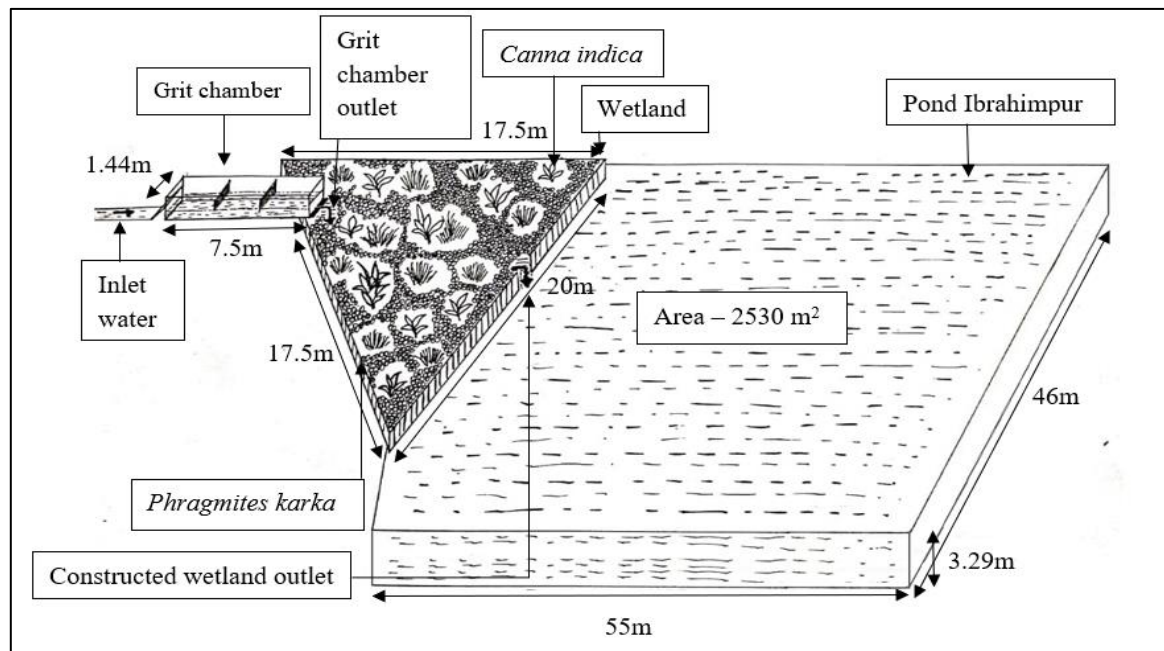 Grit
chamber
outlet
Canna indica
Grit chamber
17.5m
Wetland
Pond Ibrahimpur
1.44m
7.5m
Inlet
water
20m
Area – 2530 m²
17.5m
46m
Phragmites karka
Constructed wetland outlet
3.29m
55m